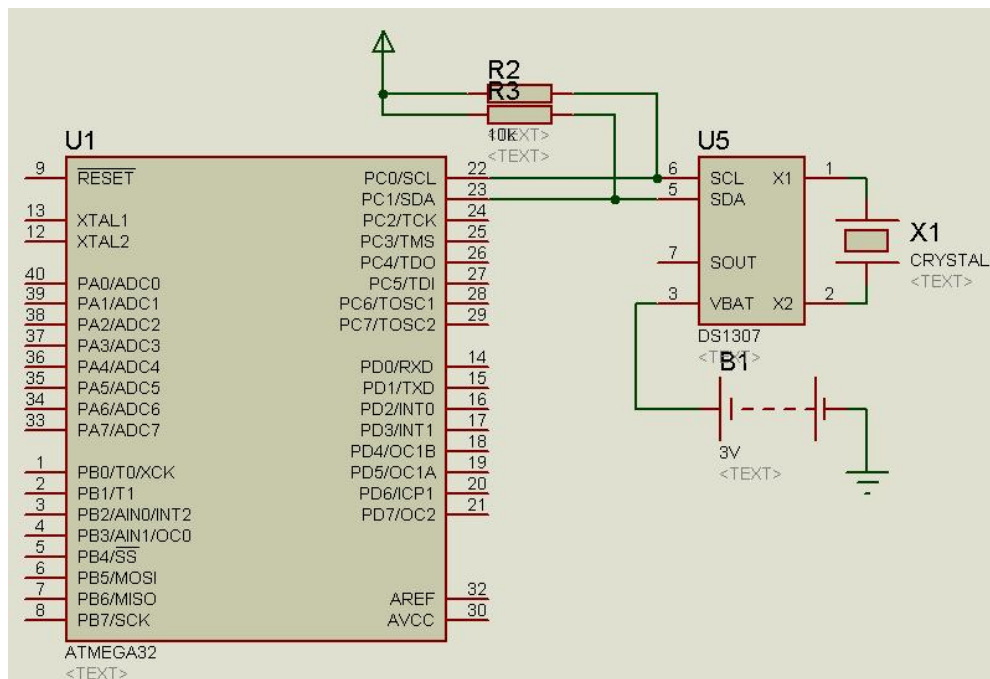 R2
R3
10k
<TEXT>
<TEXT>
U1
9 RESET
13 XTAL1
12 XTAL2
40 PA0/ADC0
39 PA1/ADC1
38 PA2/ADC2
37 PA3/ADC3
36 PA4/ADC4
35 PA5/ADC5
34 PA6/ADC6
33 PA7/ADC7
1 PB0/T0/XCK
2 PB1/T1
3 PB2/AIN0/INT2
4 PB3/AIN1/OC0
5 PB4/SS
6 PB5/MOSI
7 PB6/MISO
8 PB7/SCK
PC0/SCL 22
PC1/SDA 23
PC2/TCK 24
PC3/TMS 25
PC4/TDO 26
PC5/TDI 27
PC6/TOSC1 28
PC7/TOSC2 29
PD0/RXD 14
PD1/TXD 15
PD2/INT0 16
PD3/INT1 17
PD4/OC1B 18
PD5/OC1A 19
PD6/ICP1 20
PD7/OC2 21
AREF 32
AVCC 30
ATMEGA32
<TEXT>
U5
6 SCL X1 1
5 SDA
7 SOUT
3 VBAT X2 2
DS1307
<TEXT>
X1
CRYSTAL
<TEXT>
B1
3V
<TEXT>